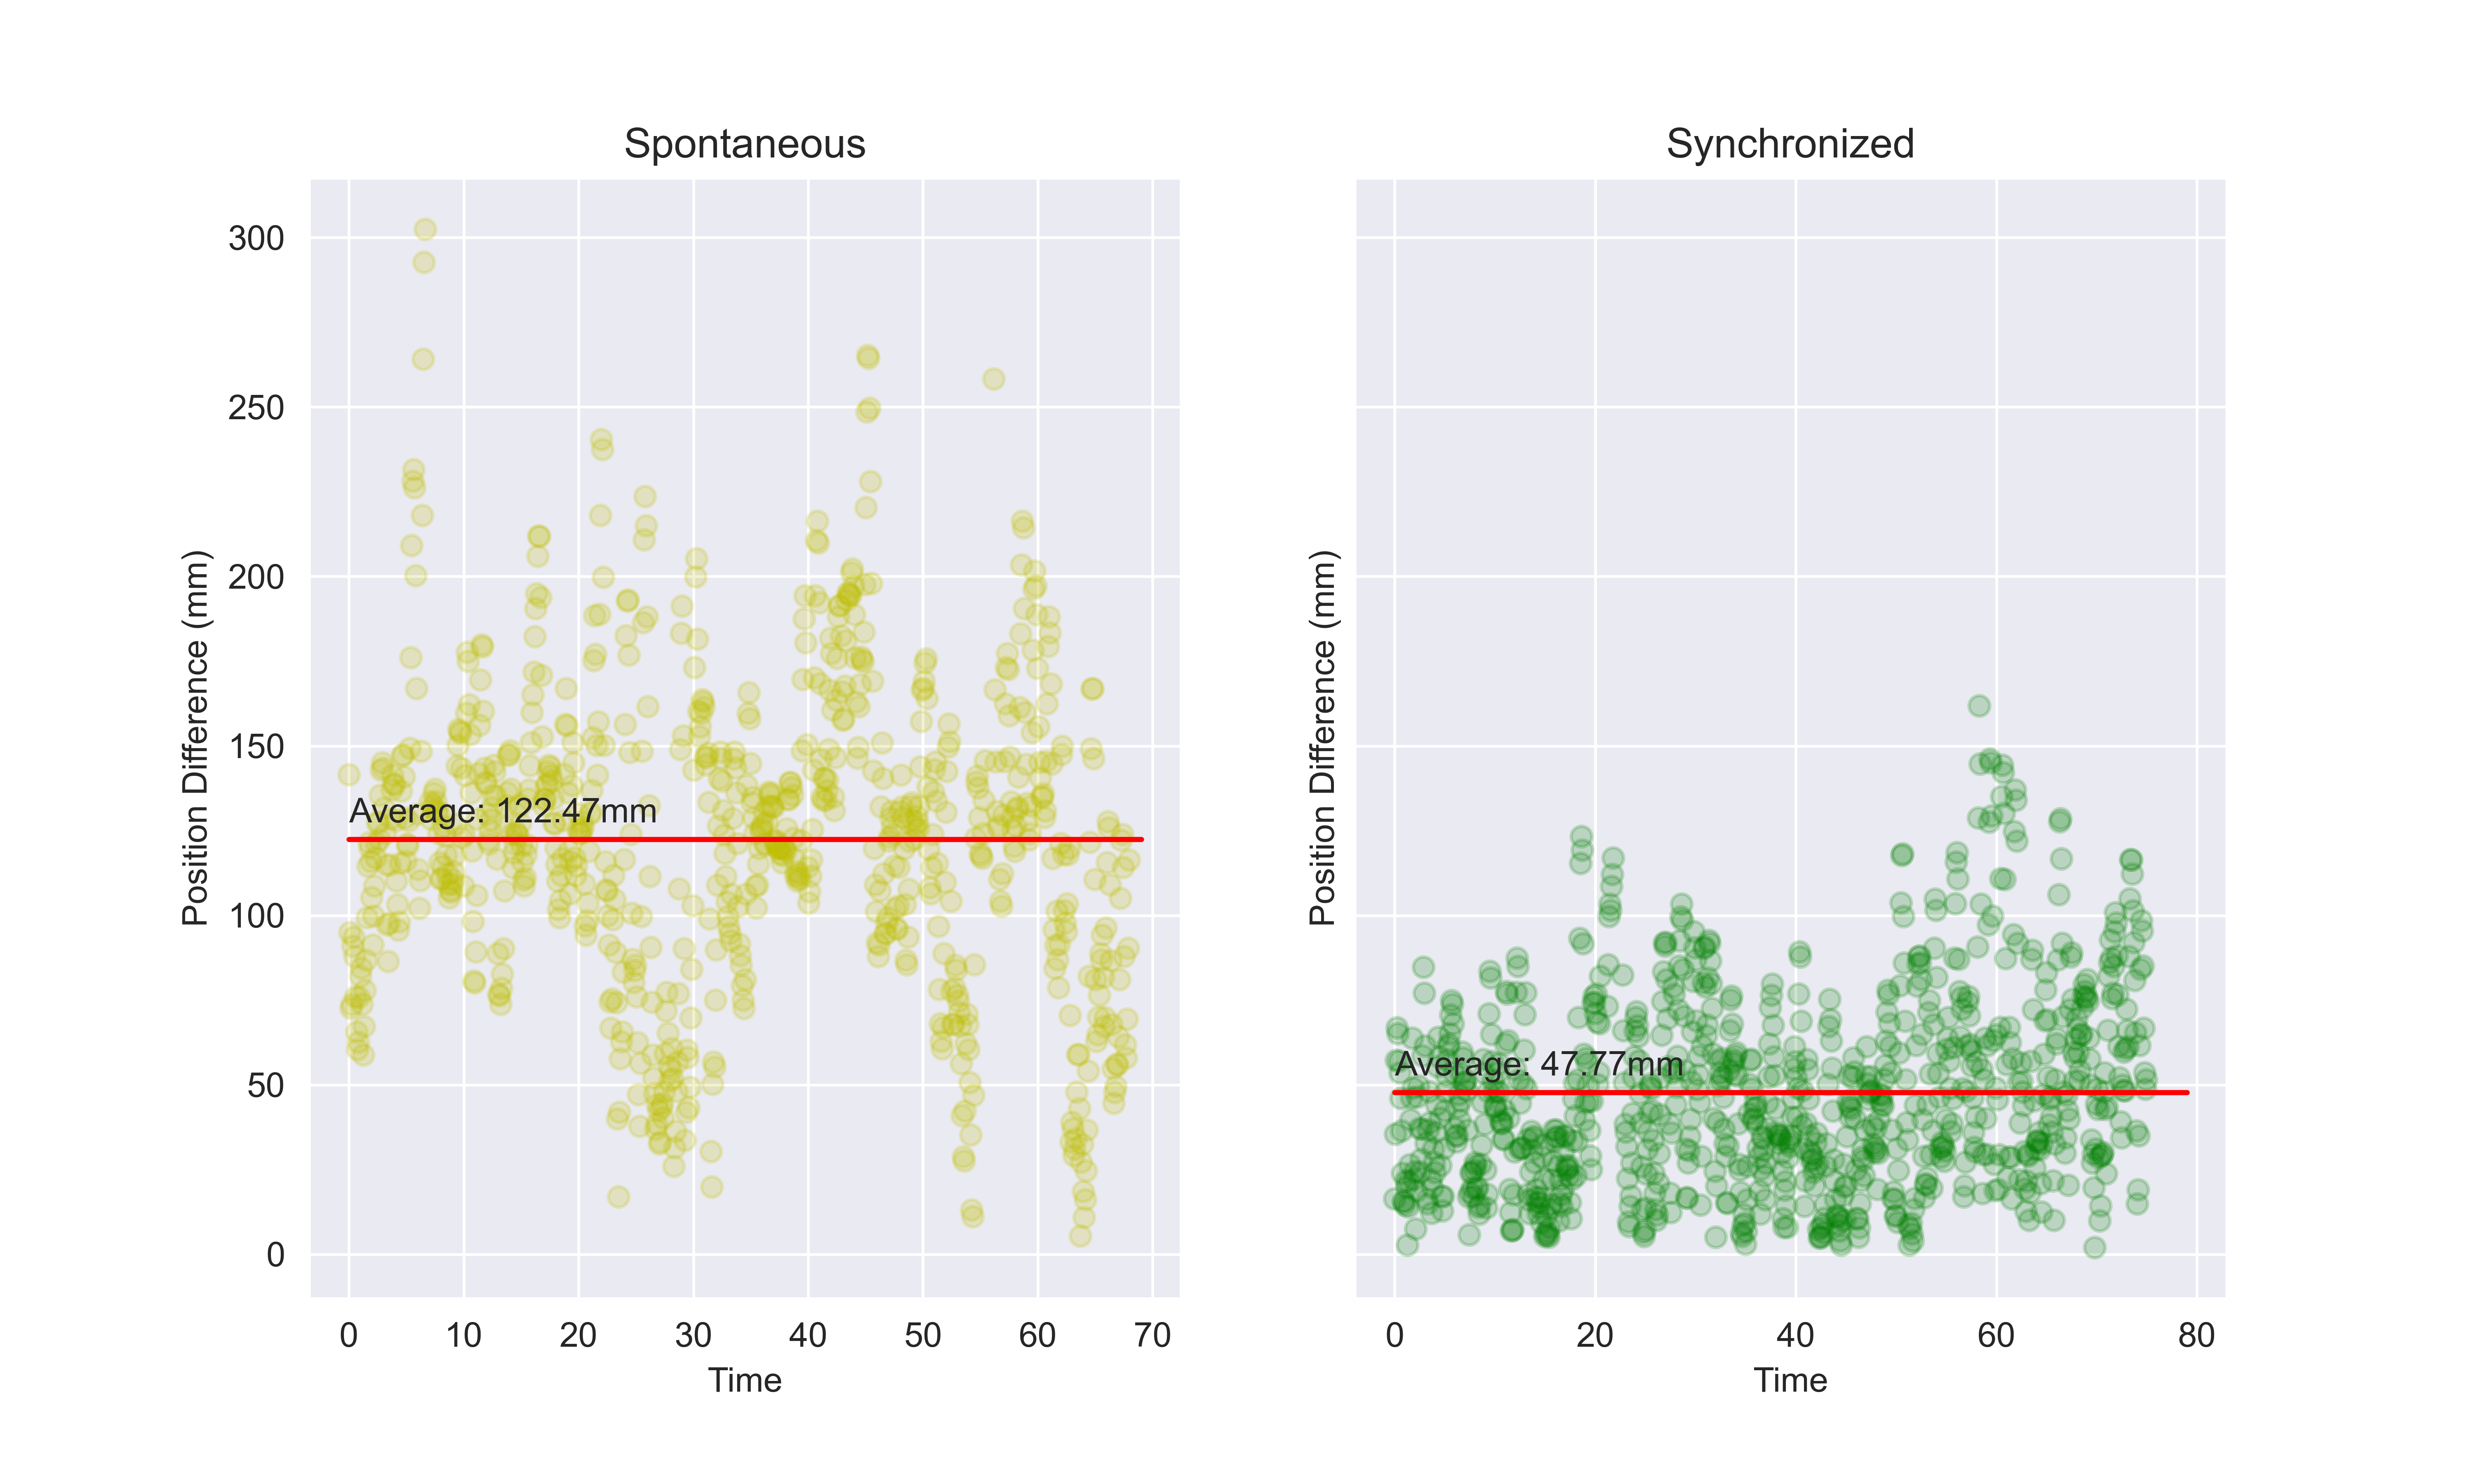 Spontaneous
Position Difference (mm)
300
250
200
150
100
50
0
Average: 122.47mm
0 10 20 30 40 50 60 70
Time
Synchronized
Position Difference (mm)
Average: 47.77mm
0 20 40 60 80
Time